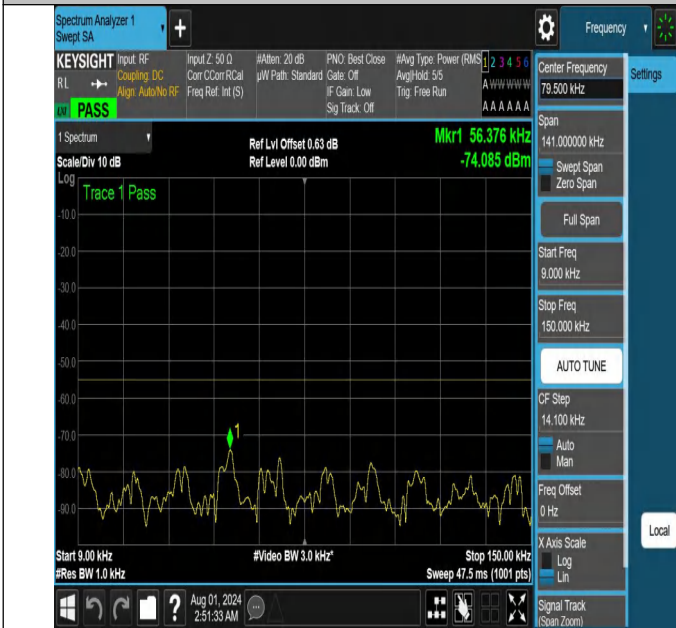 Spectrum Analyzer 1
Swept SA
+
Frequency
KEYSIGHT
RL
PASS
Input: RF
Coupling: DC
Align: Auto/No RF
Input Z: 50 Ω
Corr CCorr RCal
Freq Ref: Int (S)
#Atten: 20 dB
µW Path: Standard
PNO: Best Close
Gate: Off
IF Gain: Low
Sig Track: Off
#Avg Type: Power (RMS
Avg|Hold: 5/5
Trig: Free Run
1 2 3 4 5 6
A W W W W W
A A A A A A
1 Spectrum
Scale/Div 10 dB
Log
Ref Lvl Offset 0.63 dB
Ref Level 0.00 dBm
Mkr1 56.376 kHz
-74.085 dBm
Trace 1 Pass
-10.0
-20.0
-30.0
-40.0
-50.0
-60.0
-70.0
-80.0
-90.0
1
Start 9.00 kHz
#Res BW 1.0 kHz
#Video BW 3.0 kHz*
Stop 150.00 kHz
Sweep 47.5 ms (1001 pts)
?
Aug 01, 2024
2:51:33 AM
Center Frequency
79.500 kHz
Span
141.000000 kHz
Swept Span
Zero Span
Full Span
Start Freq
9.000 kHz
Stop Freq
150.000 kHz
AUTO TUNE
CF Step
14.100 kHz
Auto
Man
Freq Offset
0 Hz
X Axis Scale
Log
Lin
Signal Track
(Span Zoom)
Settings
Local